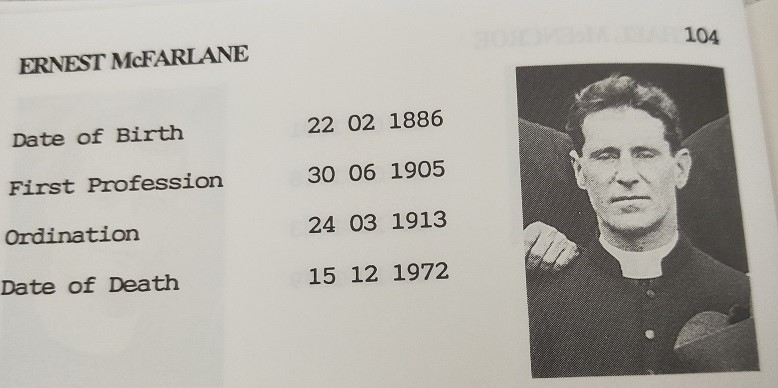 104
ERNEST McFARLANE
Date of Birth 22 02 1886
First Profession 30 06 1905
Ordination 24 03 1913
Date of Death 15 12 1972